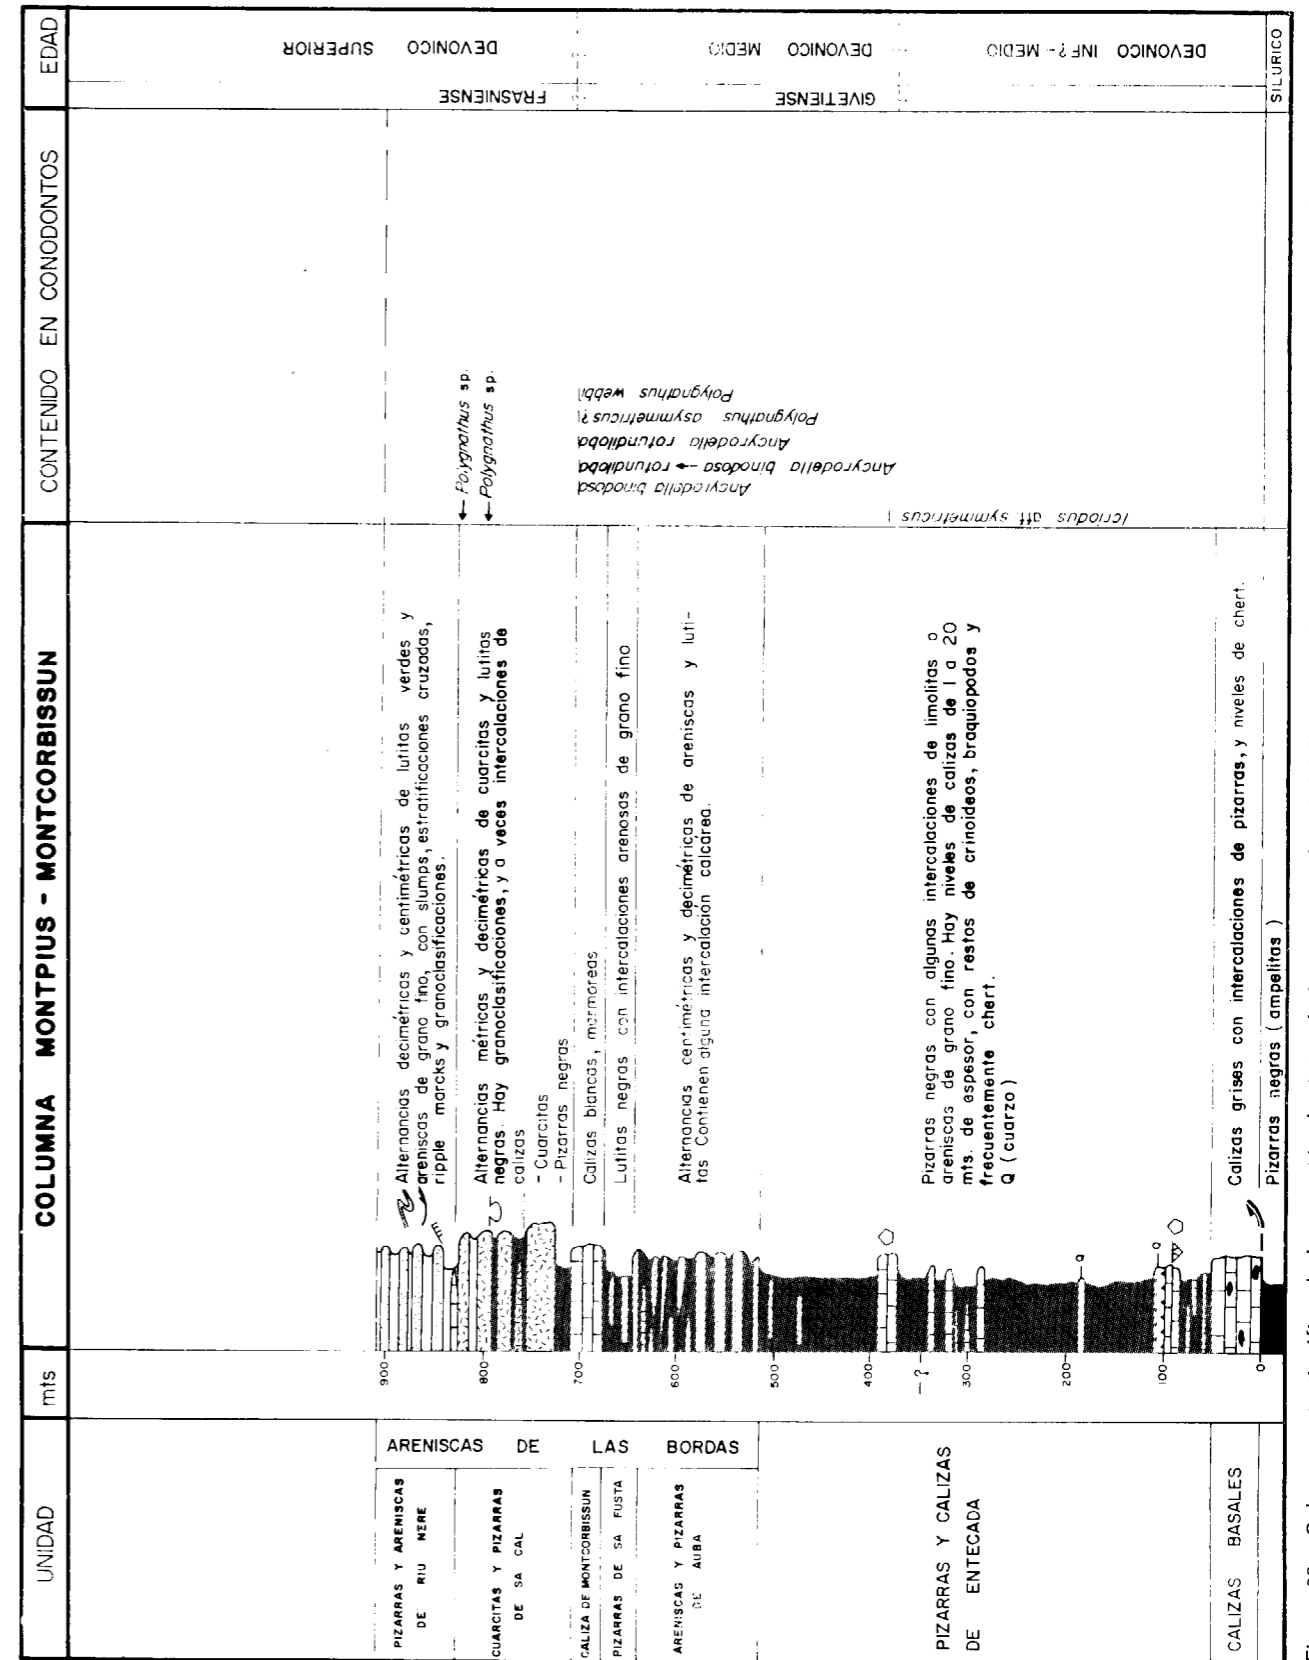 UNIDAD
mts
COLUMNA MONTPIUS - MONTCORBISSUN
CONTENIDO EN CONODONTOS
EDAD
ARENISCAS DE LAS BORDAS
PIZARRAS Y ARENISCAS
DE RIU NERE
CUARCITAS Y PIZARRAS
DE SA CAL
CALIZA DE MONTCORBISSUN
PIZARRAS DE SA FUSTA
ARENISCAS Y PIZARRAS
DE AUBA
PIZARRAS Y CALIZAS
DE ENTECADA
CALIZAS BASALES
900
800
700
600
500
400
–?
300
200
100
0
Alternancias decimétricas y centimétricas de lutitas verdes y
areniscas de grano fino, con slumps, estratificaciones cruzadas,
ripple marcks y granoclasificaciones.
Alternancias métricas y decimétricas de cuarcitas y lutitas
negras. Hay granoclasificaciones, y a veces intercalaciones de
calizas
- Cuarcitas
- Pizarras negras
Calizas blancas, marmoreas
Lutitas negras con intercalaciones arenosas de grano fino
Alternancias centimétricas y decimétricas de areniscas y luti-
tas Contienen alguna intercalación calcárea.
Pizarras negras con algunas intercalaciones de limolitas o
areniscas de grano fino. Hay niveles de calizas de 1 a 20
mts. de espesor, con restos de crinoideos, braquiopodos y
frecuentemente chert.
Q (cuarzo)
Q
Q
Calizas grises con intercalaciones de pizarras, y niveles de chert.
Pizarras negras (ampelitas)
Polygnathus sp.
Polygnathus sp.
Polygnathus webbi
Polygnathus asymmetricus ?
Ancyrodella rotundiloba
Ancyrodella binodosa → rotundiloba
Ancyrodella binodosa
Icriodus aff. symmetricus
DEVONICO SUPERIOR
FRASNIENSE
DEVONICO MEDIO
GIVETIENSE
DEVONICO INF?-MEDIO
SILURICO